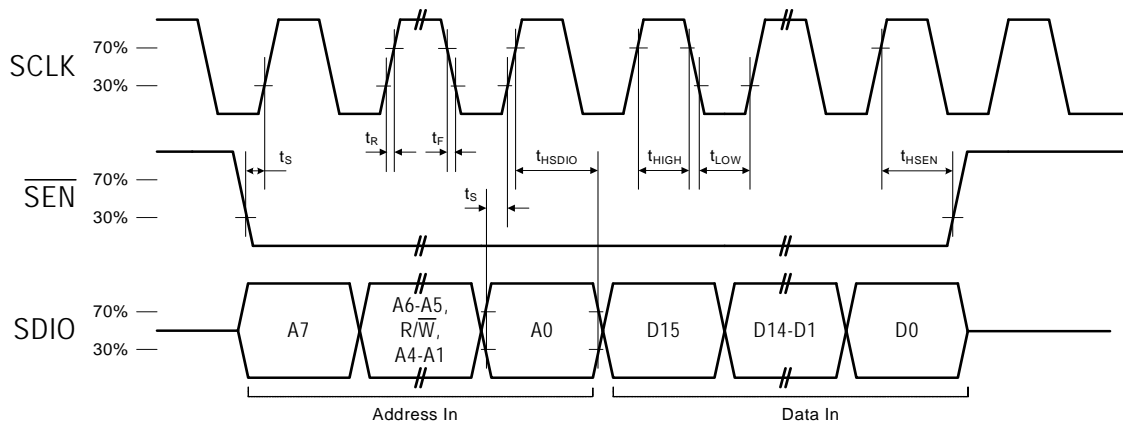 SCLK
70%
30%
tR
tF
tS
tHSDIO
tHIGH
tLOW
tHSEN
SEN
70%
30%
tS
SDIO
70%
30%
A7
A6-A5,
R/W,
A4-A1
A0
D15
D14-D1
D0
Address In
Data In